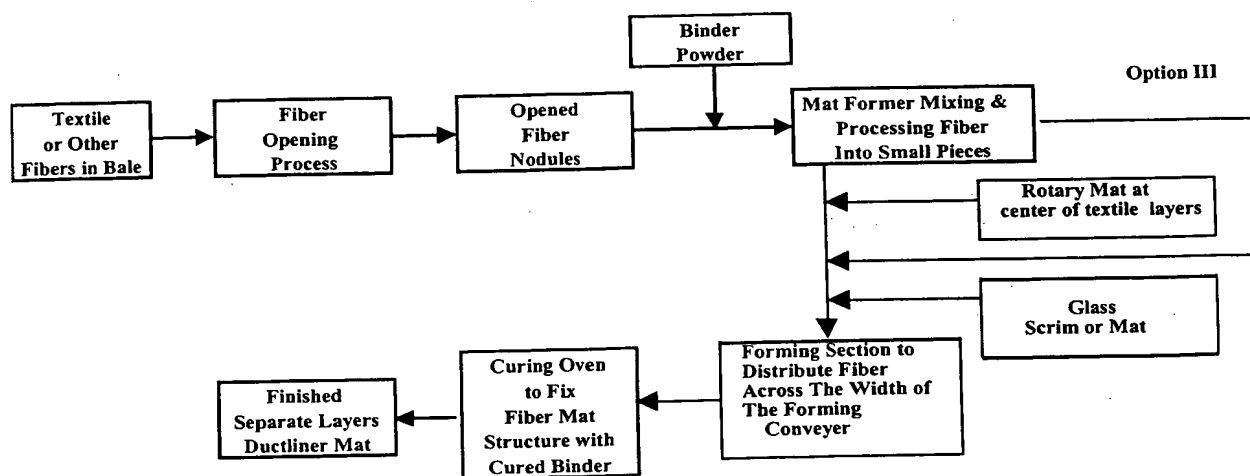 Binder
Powder
Option III
Textile
or Other
Fibers in Bale
Fiber
Opening
Process
Opened
Fiber
Nodules
Mat Former Mixing &
Processing Fiber
Into Small Pieces
Rotary Mat at
center of textile layers
Glass
Scrim or Mat
Forming Section to
Distribute Fiber
Across The Width of
The Forming
Conveyer
Curing Oven
to Fix
Fiber Mat
Structure with
Cured Binder
Finished
Separate Layers
Ductliner Mat